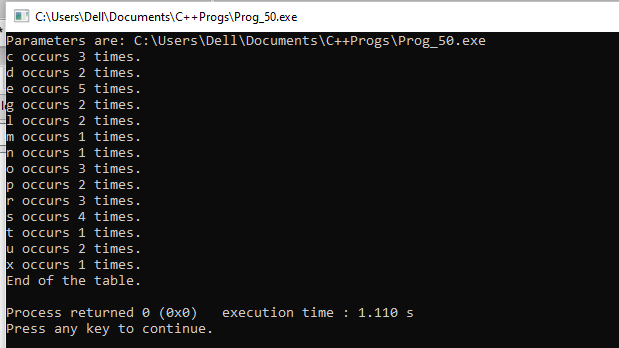 C:\Users\Dell\Documents\C++Progs\Prog_50.exe
Parameters are: C:\Users\Dell\Documents\C++Progs\Prog_50.exe
c occurs 3 times.
d occurs 2 times.
e occurs 5 times.
g occurs 2 times.
l occurs 2 times.
m occurs 1 times.
n occurs 1 times.
o occurs 3 times.
p occurs 2 times.
r occurs 3 times.
s occurs 4 times.
t occurs 1 times.
u occurs 2 times.
x occurs 1 times.
End of the table.
Process returned 0 (0x0)   execution time : 1.110 s
Press any key to continue.